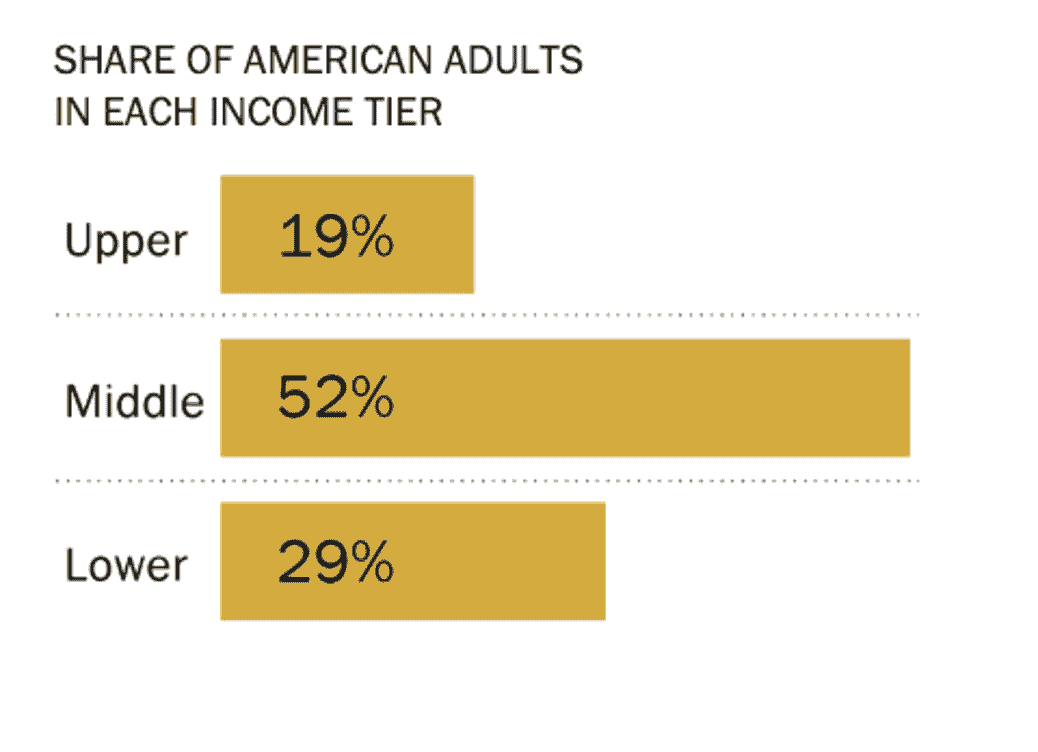 SHARE OF AMERICAN ADULTS
IN EACH INCOME TIER
Upper 19%
Middle 52%
Lower 29%